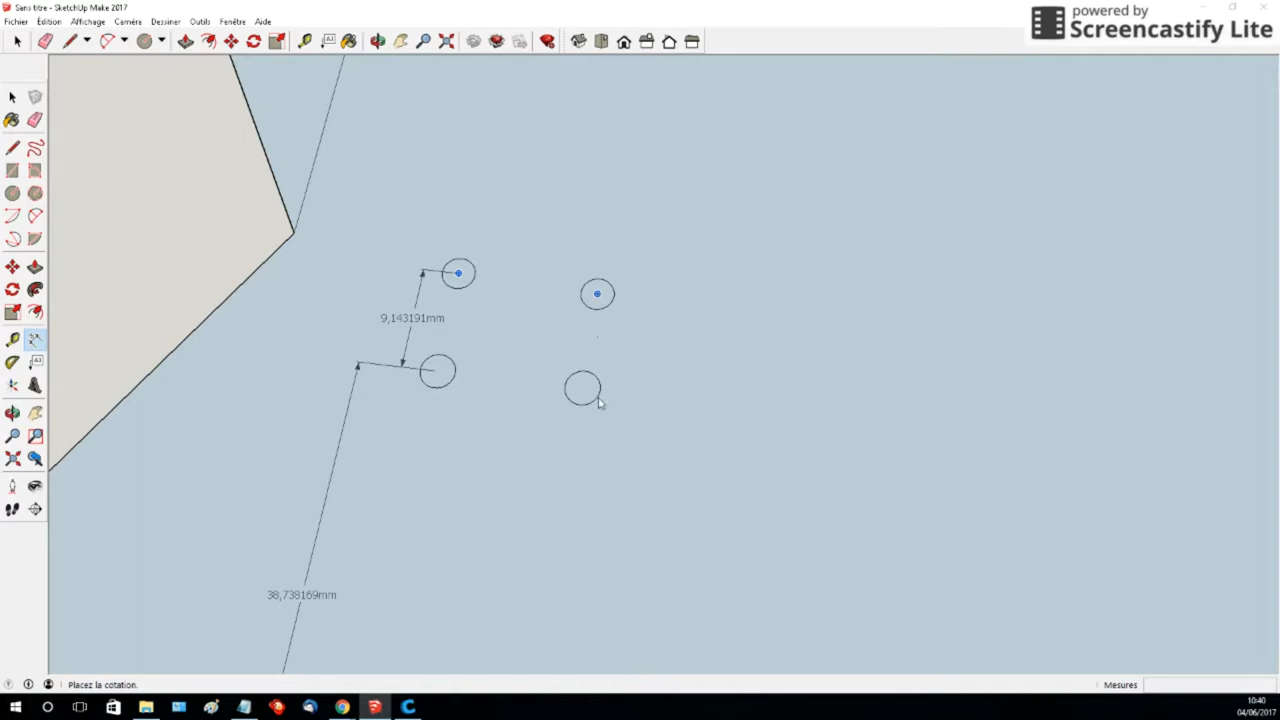 Sans titre - SketchUp Make 2017
powered by
Screencastify Lite
Fichier Édition Affichage Caméra Dessiner Outils Fenêtre Aide
9,143191mm
38,738169mm
Placez la cotation.
Mesures
10:40
04/06/2017